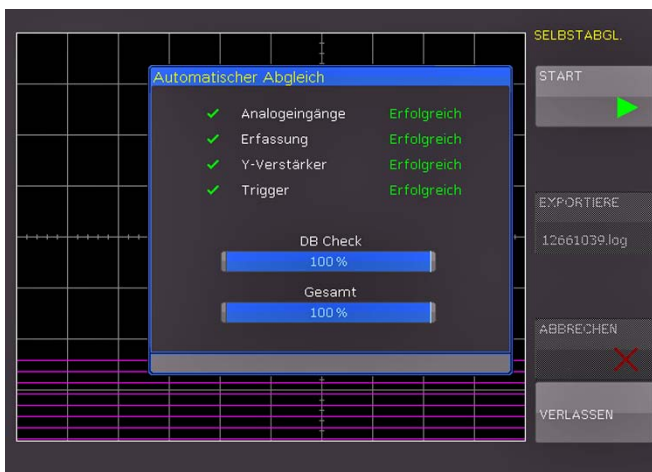 SELBSTABGL.
Automatischer Abgleich
Analogeingänge Erfolgreich
Erfassung Erfolgreich
Y-Verstärker Erfolgreich
Trigger Erfolgreich
DB Check
100 %
Gesamt
100 %
START
EXPORTIERE
12661039.log
ABBRECHEN
VERLASSEN